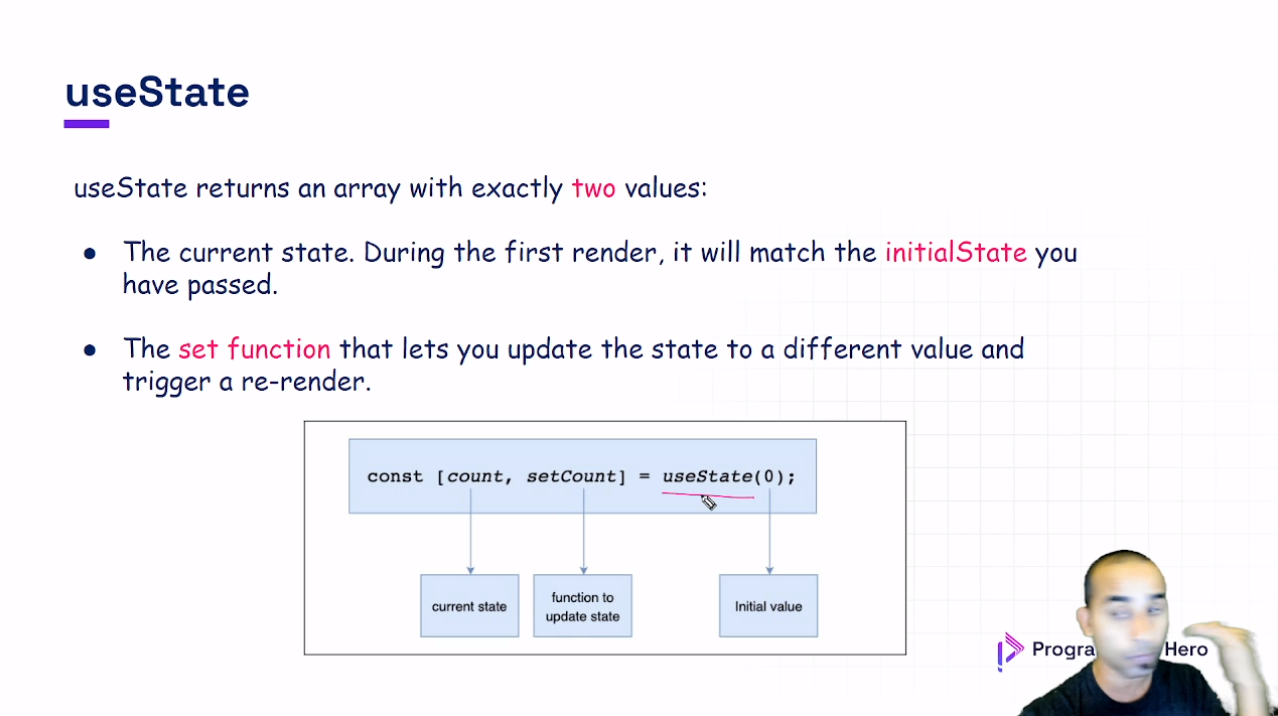 useState
useState returns an array with exactly two values:
● The current state. During the first render, it will match the initialState you
have passed.
● The set function that lets you update the state to a different value and
trigger a re-render.
const [count, setCount] = useState(0);
current state
function to
update state
Initial value
Hero